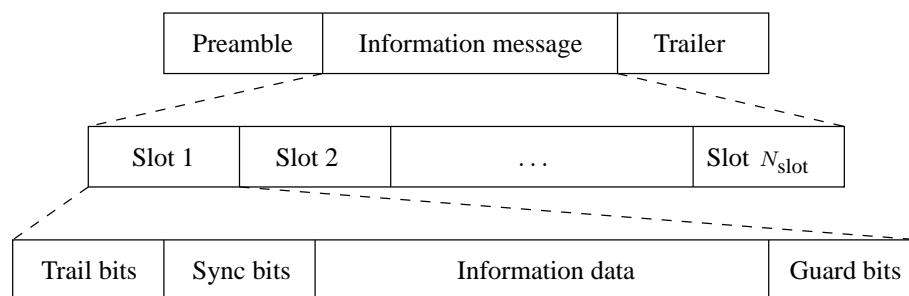 Preamble Information message Trailer
Slot 1 Slot 2 ... Slot N_slot
Trail bits Sync bits Information data Guard bits